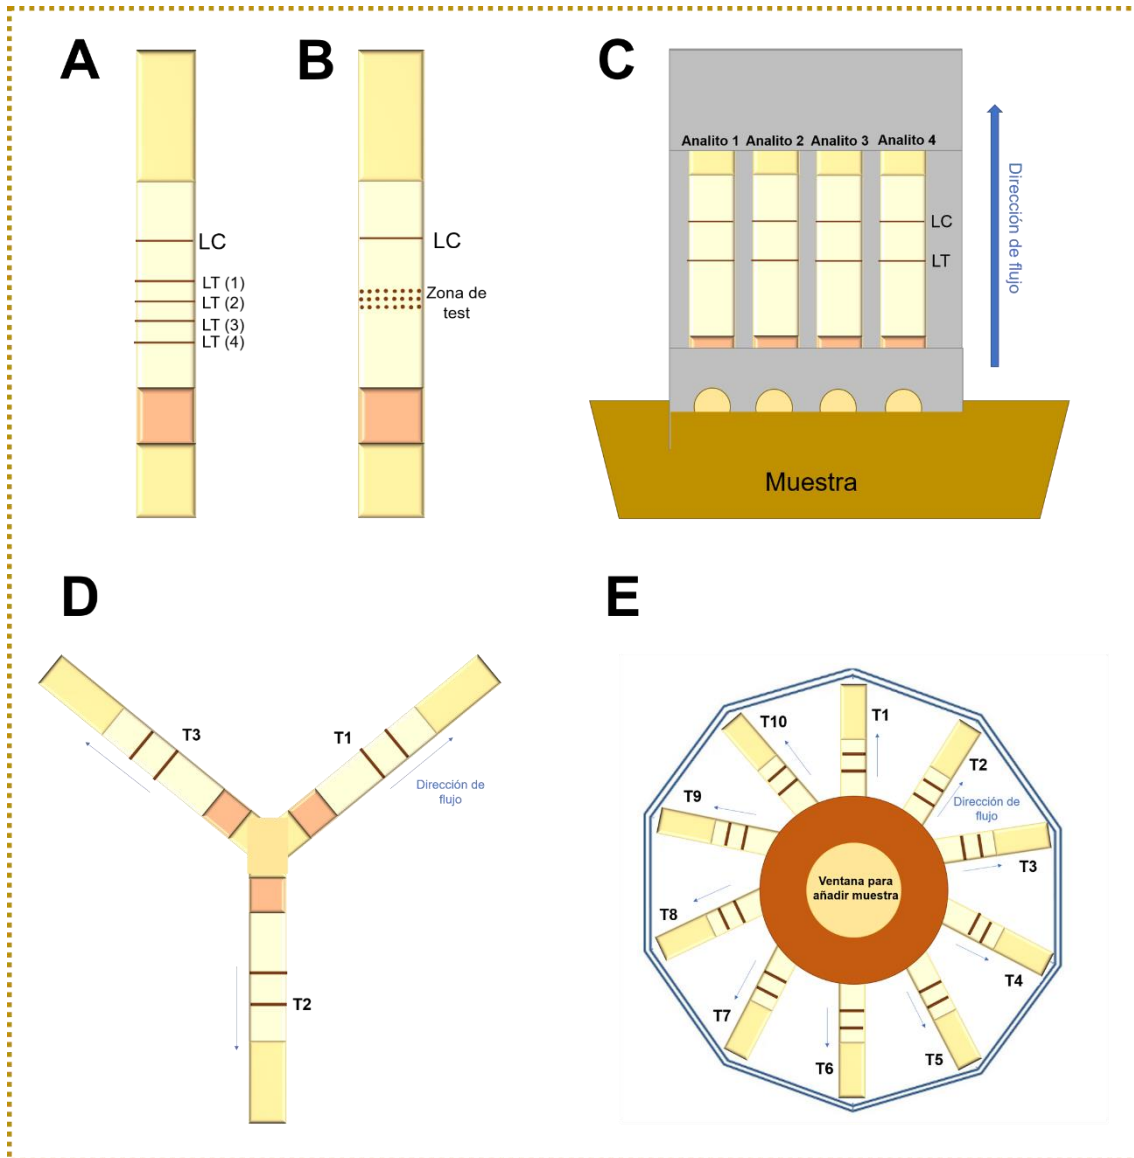 A
B
C
LC
LT (1)
LT (2)
LT (3)
LT (4)
LC
Zona de
test
Analito 1 Analito 2 Analito 3 Analito 4
LC
LT
Dirección de flujo
Muestra
D
E
T3
T1
Dirección de
flujo
T2
T1
T2
T3
T4
T5
T6
T7
T8
T9
T10
Dirección de
flujo
Ventana para
añadir muestra